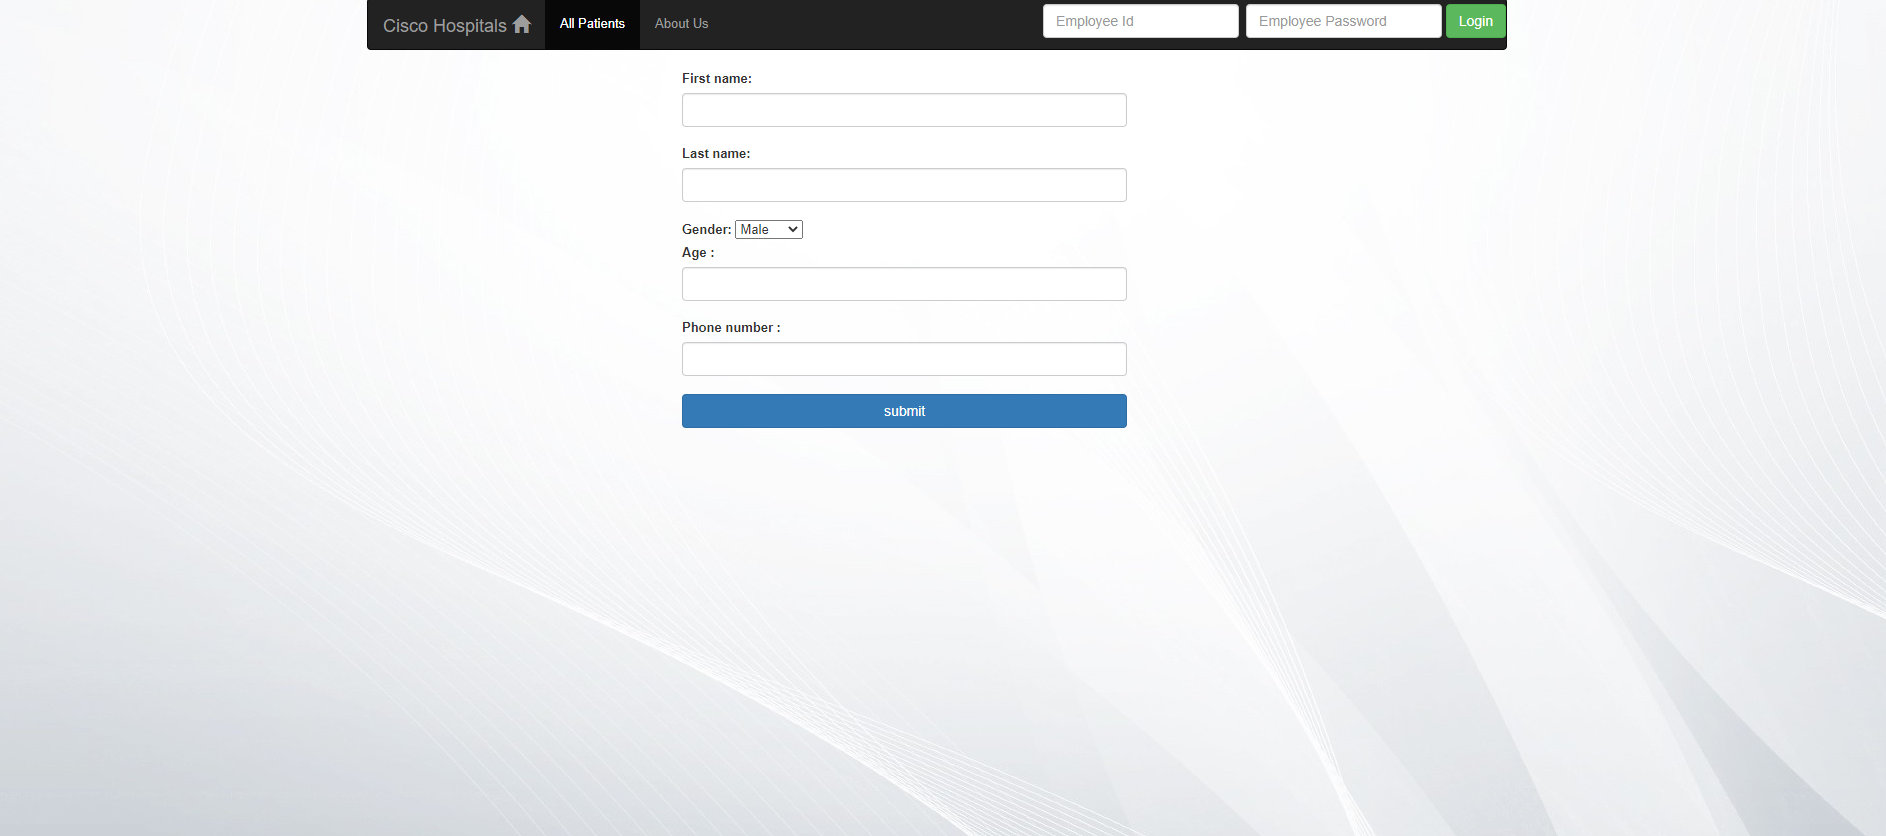 Cisco Hospitals All Patients About Us Employee Id Employee Password Login
First name:
Last name:
Gender: Male
Age :
Phone number :
submit